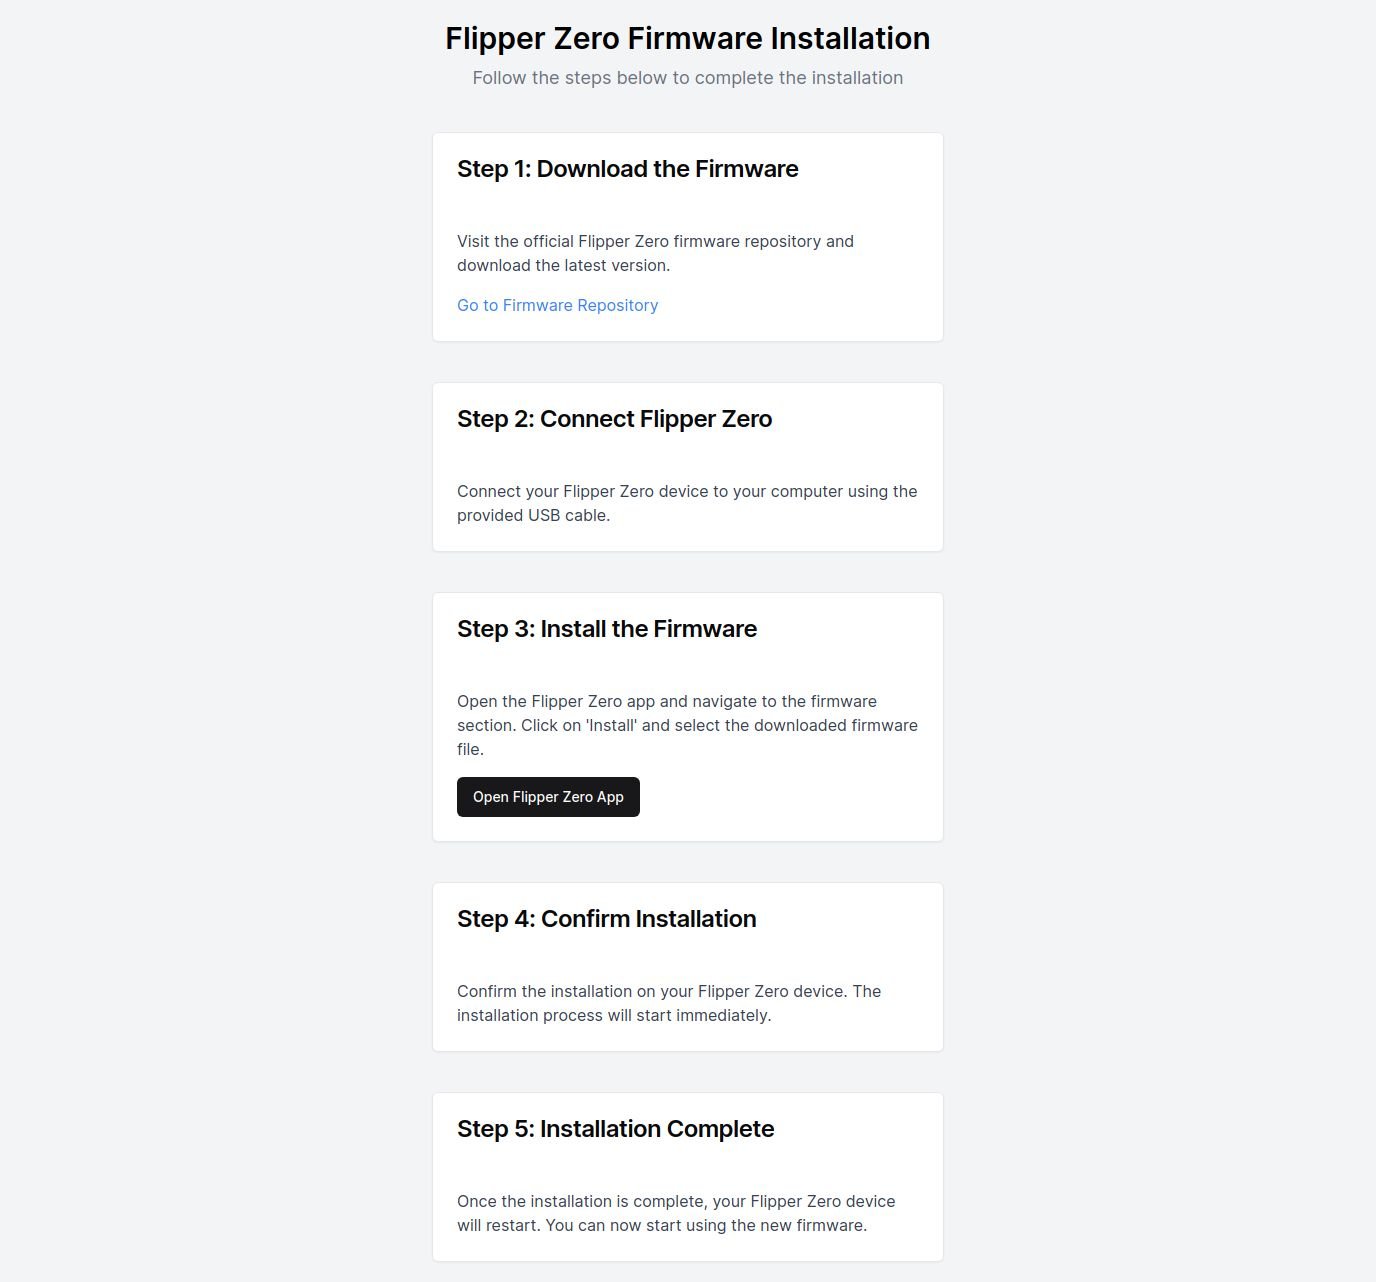 Flipper Zero Firmware Installation
Follow the steps below to complete the installation
Step 1: Download the Firmware
Visit the official Flipper Zero firmware repository and
download the latest version.
Go to Firmware Repository
Step 2: Connect Flipper Zero
Connect your Flipper Zero device to your computer using the
provided USB cable.
Step 3: Install the Firmware
Open the Flipper Zero app and navigate to the firmware
section. Click on 'Install' and select the downloaded firmware
file.
Open Flipper Zero App
Step 4: Confirm Installation
Confirm the installation on your Flipper Zero device. The
installation process will start immediately.
Step 5: Installation Complete
Once the installation is complete, your Flipper Zero device
will restart. You can now start using the new firmware.